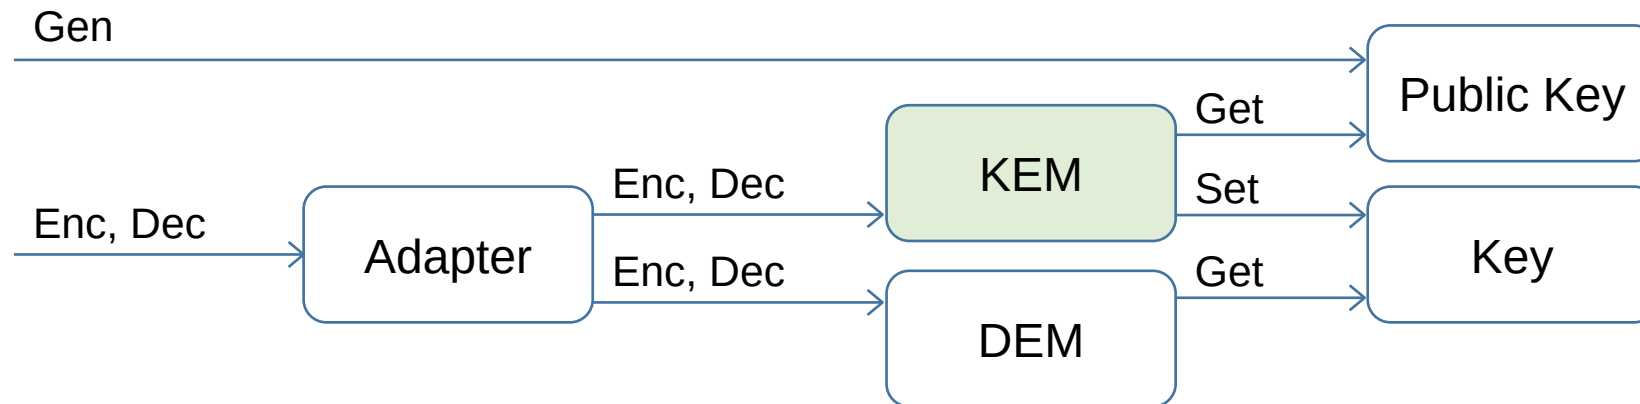 Gen
Public Key
Get
KEM
Enc, Dec
Set
Enc, Dec
Adapter
Key
Enc, Dec
Get
DEM